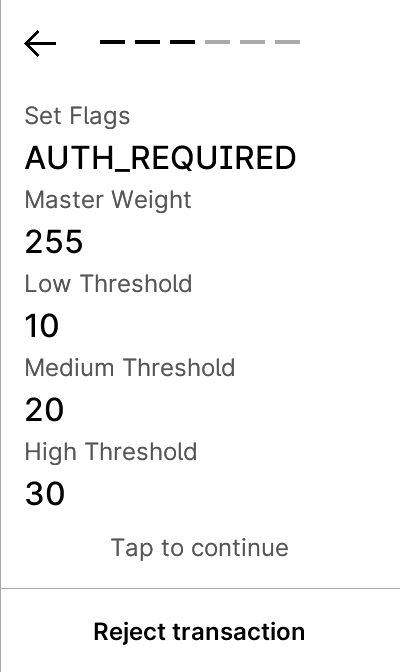 Set Flags
AUTH_REQUIRED
Master Weight
255
Low Threshold
10
Medium Threshold
20
High Threshold
30
Tap to continue
Reject transaction